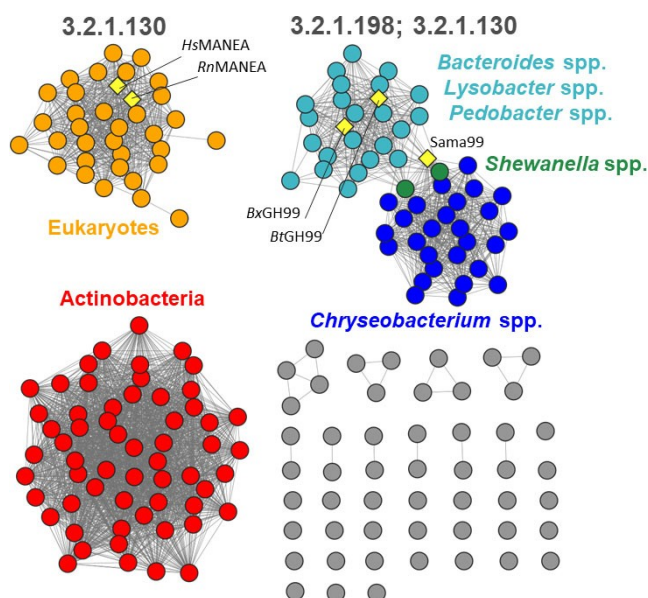 3.2.1.130
3.2.1.198; 3.2.1.130
HsMANEA
RnMANEA
Bacteroides spp.
Lysobacter spp.
Pedobacter spp.
Sama99
Shewanella spp.
BxGH99
BtGH99
Eukaryotes
Actinobacteria
Chryseobacterium spp.